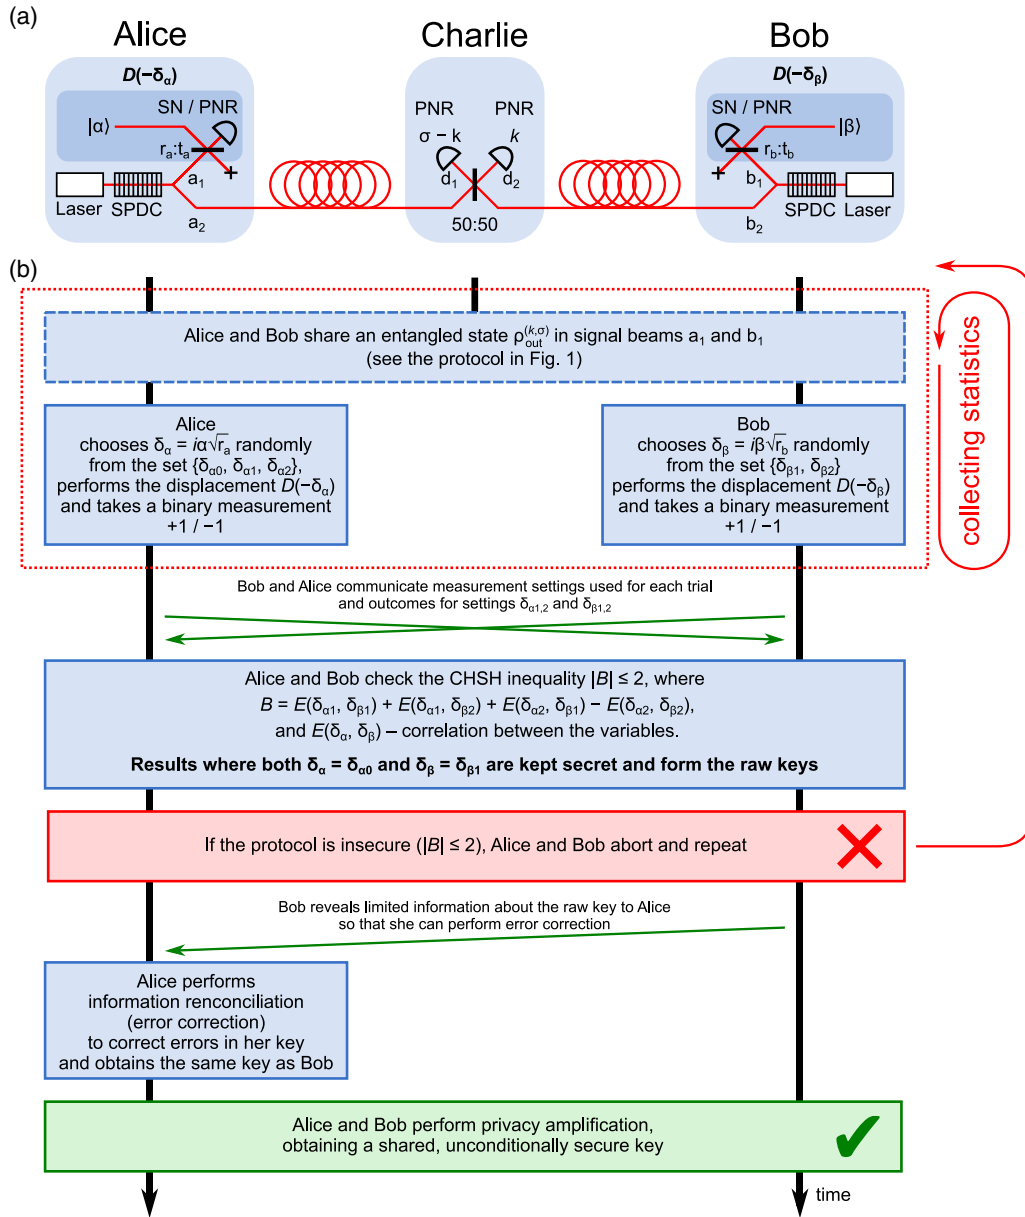 (a)
Alice
Charlie
Bob
D(−δα)
D(−δβ)
SN / PNR
PNR
PNR
SN / PNR
|α⟩
σ − k
k
|β⟩
ra:ta
d1
d2
rb:tb
a1
b1
Laser
SPDC
a2
50:50
b2
SPDC
Laser
(b)
Alice and Bob share an entangled state ρout(k,σ) in signal beams a1 and b1
(see the protocol in Fig. 1)
Alice
chooses δα = iα√ra randomly
from the set {δα0, δα1, δα2},
performs the displacement D(−δα)
and takes a binary measurement
+1 / −1
Bob
chooses δβ = iβ√rb randomly
from the set {δβ1, δβ2}
performs the displacement D(−δβ)
and takes a binary measurement
+1 / −1
collecting statistics
Bob and Alice communicate measurement settings used for each trial
and outcomes for settings δα1,2 and δβ1,2
Alice and Bob check the CHSH inequality |B| ≤ 2, where
B = E(δα1, δβ1) + E(δα1, δβ2) + E(δα2, δβ1) − E(δα2, δβ2),
and E(δα, δβ) – correlation between the variables.
Results where both δα = δα0 and δβ = δβ1 are kept secret and form the raw keys
If the protocol is insecure (|B| ≤ 2), Alice and Bob abort and repeat
Bob reveals limited information about the raw key to Alice
so that she can perform error correction
Alice performs
information renconciliation
(error correction)
to correct errors in her key
and obtains the same key as Bob
Alice and Bob perform privacy amplification,
obtaining a shared, unconditionally secure key
time